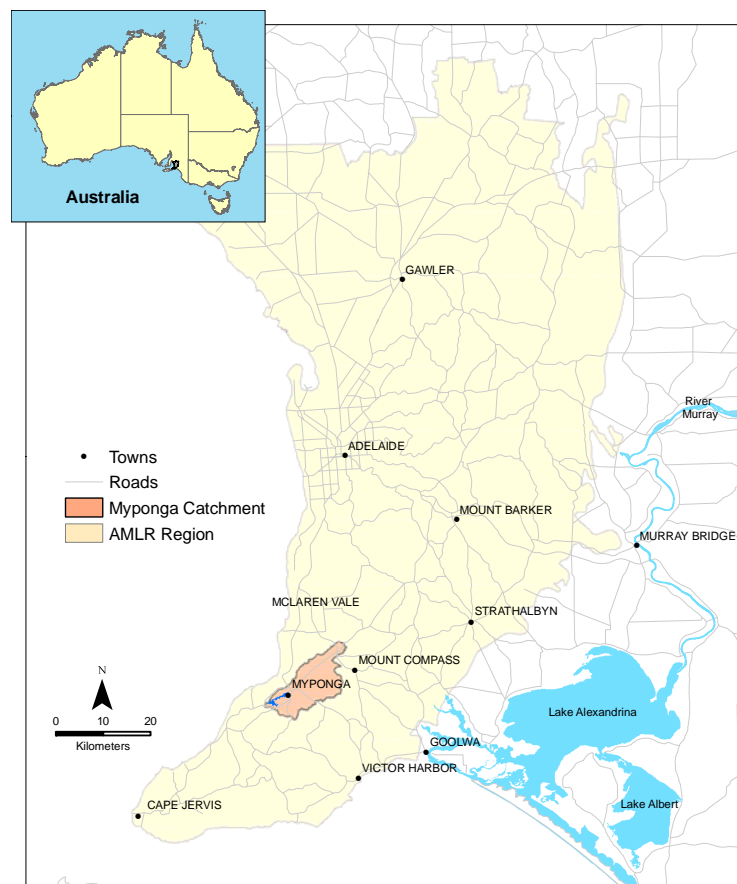 Australia
GAWLER
River
Murray
ADELAIDE
Towns
Roads
Myponga Catchment
AMLR Region
MOUNT BARKER
MURRAY BRIDGE
MCLAREN VALE
STRATHALBYN
MOUNT COMPASS
N
MYPONGA
0 10 20
Kilometers
Lake Alexandrina
GOOLWA
VICTOR HARBOR
Lake Albert
CAPE JERVIS